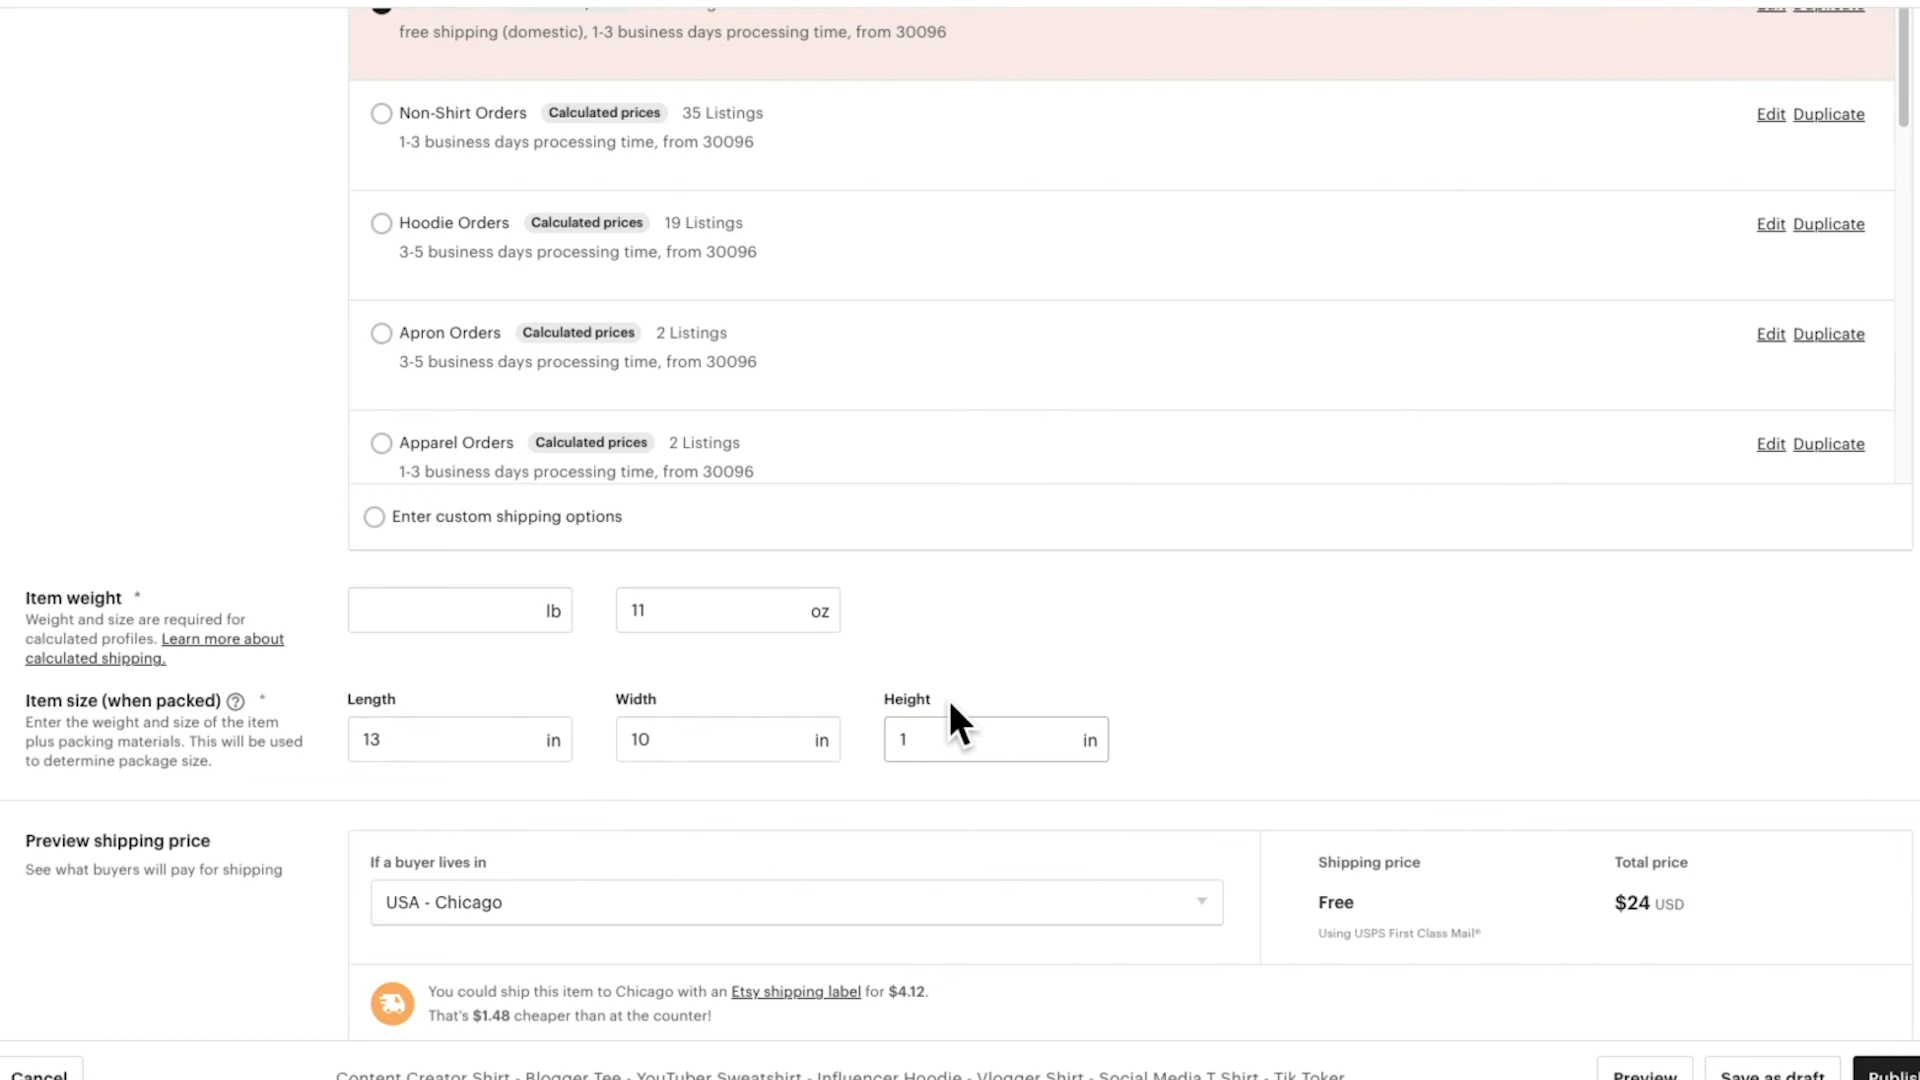 Edit Duplicate
free shipping (domestic), 1-3 business days processing time, from 30096
Non-Shirt Orders Calculated prices 35 Listings Edit Duplicate
1-3 business days processing time, from 30096
Hoodie Orders Calculated prices 19 Listings Edit Duplicate
3-5 business days processing time, from 30096
Apron Orders Calculated prices 2 Listings Edit Duplicate
3-5 business days processing time, from 30096
Apparel Orders Calculated prices 2 Listings Edit Duplicate
1-3 business days processing time, from 30096
Enter custom shipping options
Item weight *
Weight and size are required for
calculated profiles. Learn more about
calculated shipping.
lb 11 oz
Item size (when packed) ? *
Enter the weight and size of the item
plus packing materials. This will be used
to determine package size.
Length Width Height
13 in 10 in 1 in
Preview shipping price
See what buyers will pay for shipping
If a buyer lives in
USA - Chicago
Shipping price Total price
Free $24 USD
Using USPS First Class Mail®
You could ship this item to Chicago with an Etsy shipping label for $4.12.
That's $1.48 cheaper than at the counter!
Cancel Content Creator Shirt - Blogger Tee - YouTuber Sweatshirt - Influencer Hoodie - Vlogger Shirt - Social Media T Shirt - Tik Toker Preview Save as draft Publis